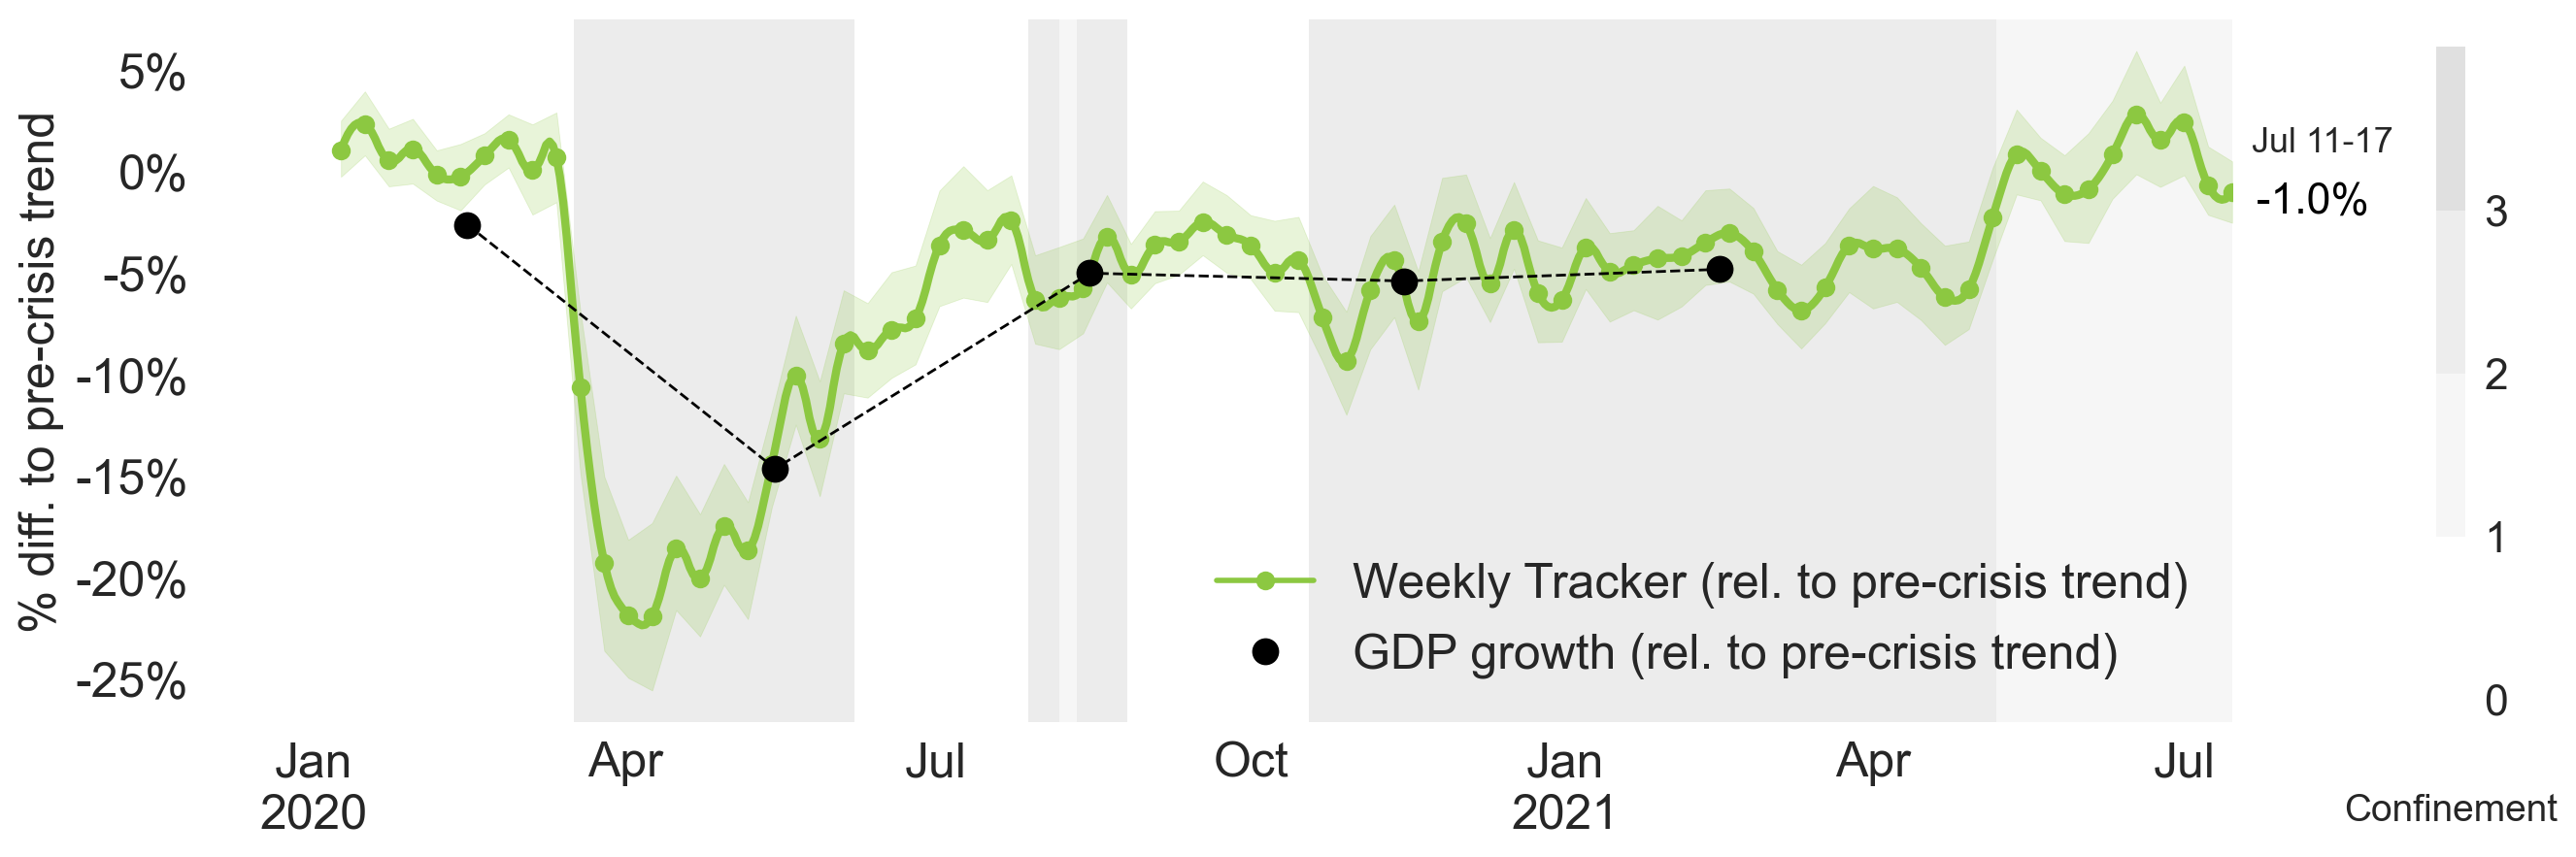 % diff. to pre-crisis trend
5%
0%
-5%
-10%
-15%
-20%
-25%
Jan
2020
Apr
Jul
Oct
Jan
2021
Apr
Jul
Weekly Tracker (rel. to pre-crisis trend)
GDP growth (rel. to pre-crisis trend)
Jul 11-17
-1.0%
3
2
1
0
Confinement